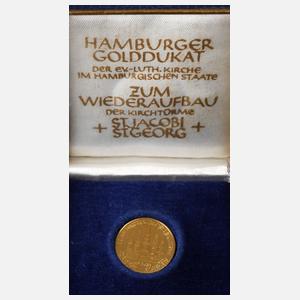 HAMBURGER
GOLDDUKAT
DER EV.-LUTH. KIRCHE
IM HAMBURGISCHEN STAATE
ZUM
WIEDERAUFBAU
DER KIRCHTÜRME
+ ST. JACOBI +
ST. GEORG